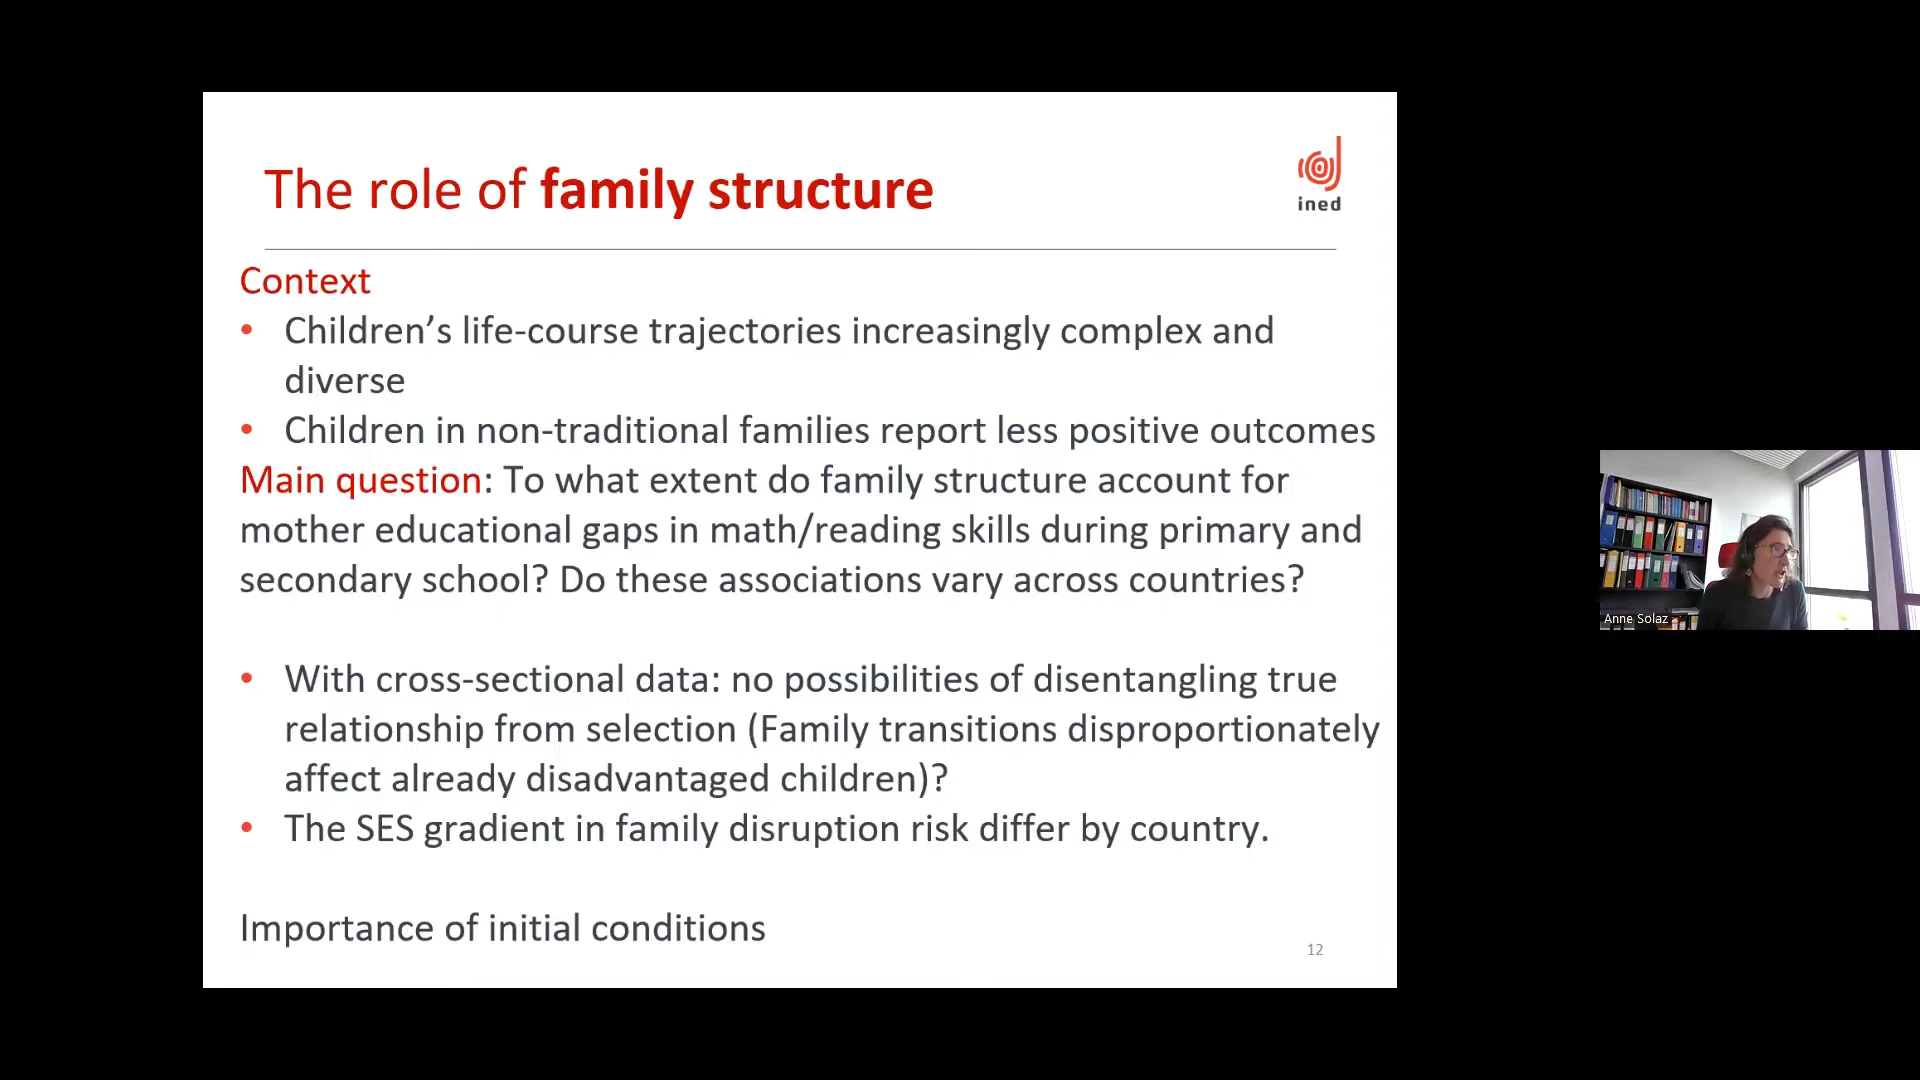 The role of family structure
ined
Context
• Children’s life-course trajectories increasingly complex and
diverse
• Children in non-traditional families report less positive outcomes
Main question: To what extent do family structure account for
mother educational gaps in math/reading skills during primary and
secondary school? Do these associations vary across countries?
• With cross-sectional data: no possibilities of disentangling true
relationship from selection (Family transitions disproportionately
affect already disadvantaged children)?
• The SES gradient in family disruption risk differ by country.
Importance of initial conditions
12
Anne Solaz